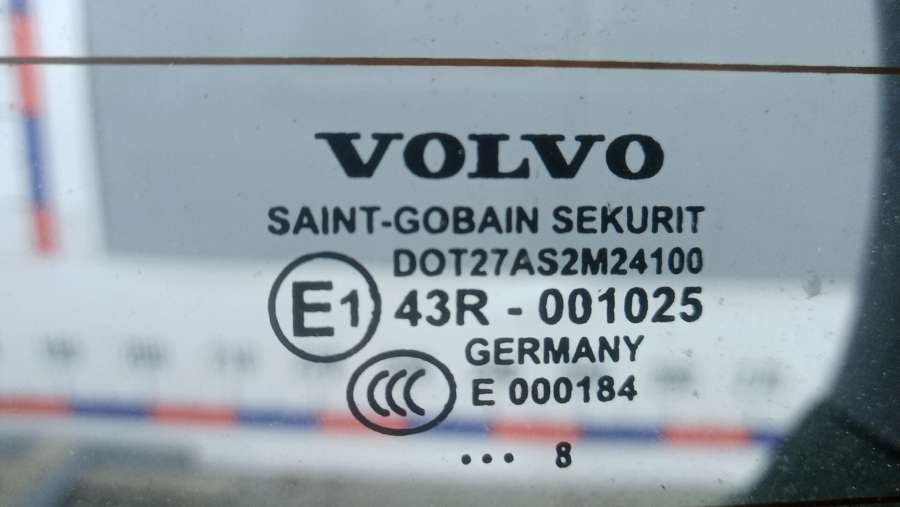 VOLVO
SAINT-GOBAIN SEKURIT
DOT27AS2M24100
E1 43R - 001025
GERMANY
CCC E 000184
••• 8